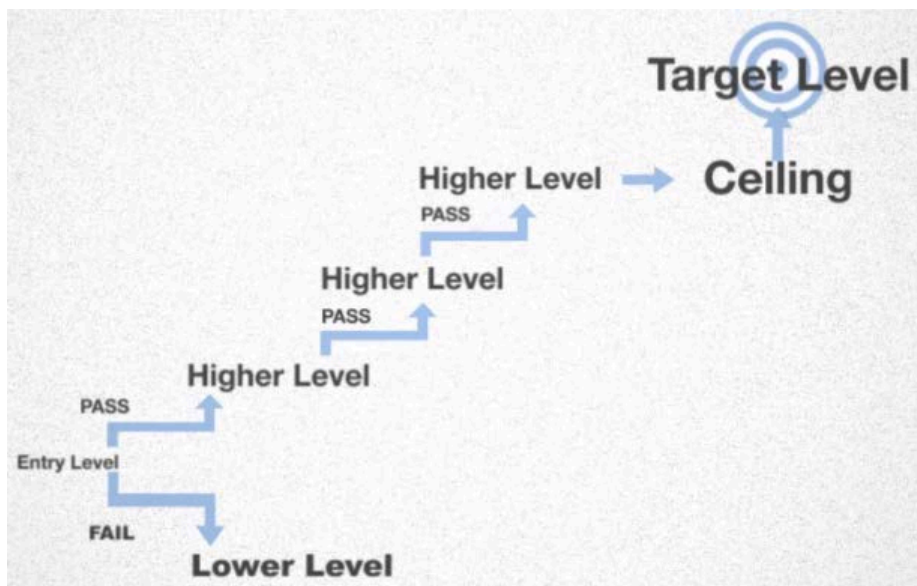 Target Level
Higher Level
Ceiling
PASS
Higher Level
PASS
Higher Level
PASS
Entry Level
FAIL
Lower Level